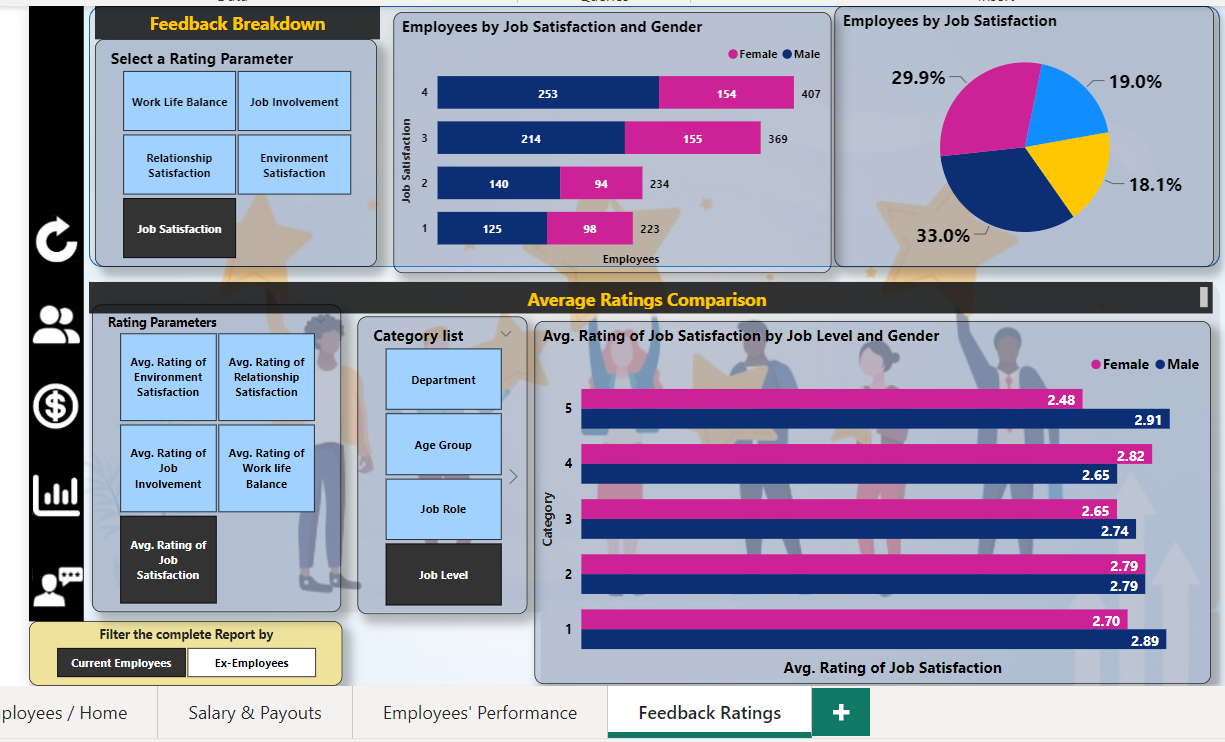 Feedback Breakdown
Select a Rating Parameter
Work Life Balance
Job Involvement
Relationship
Satisfaction
Environment
Satisfaction
Job Satisfaction
Employees by Job Satisfaction and Gender
Female Male
Job Satisfaction
4 253 154 407
3 214 155 369
2 140 94 234
1 125 98 223
Employees
Employees by Job Satisfaction
29.9%
19.0%
18.1%
33.0%
Average Ratings Comparison
Rating Parameters
Avg. Rating of
Environment
Satisfaction
Avg. Rating of
Relationship
Satisfaction
Avg. Rating of
Job
Involvement
Avg. Rating of
Work life
Balance
Avg. Rating of
Job
Satisfaction
Category list
Department
Age Group
Job Role
Job Level
Avg. Rating of Job Satisfaction by Job Level and Gender
Female Male
Category
5 2.48
2.91
4 2.82
2.65
3 2.65
2.74
2 2.79
2.79
1 2.70
2.89
Avg. Rating of Job Satisfaction
Filter the complete Report by
Current Employees
Ex-Employees
ployees / Home
Salary & Payouts
Employees' Performance
Feedback Ratings
+